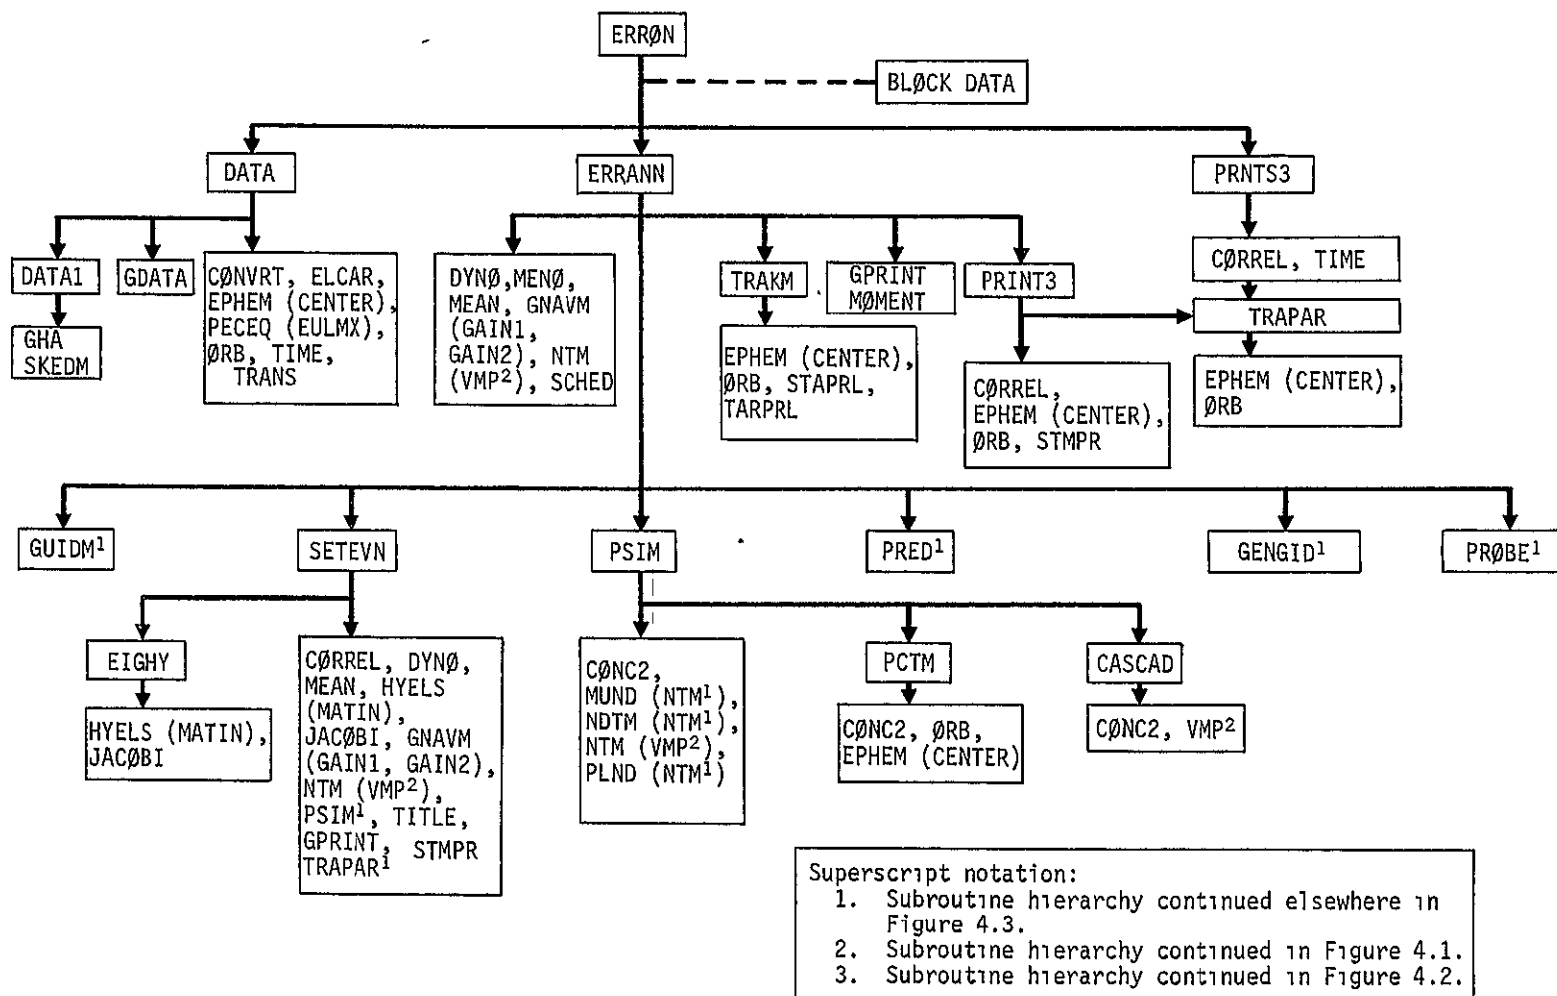 ERRØN
BLØCK DATA
DATA
ERRANN
PRNTS3
DATA1
GDATA
CØNVRT, ELCAR,
EPHEM (CENTER),
PECEQ (EULMX),
ØRB, TIME,
TRANS
GHA
SKEDM
DYNØ,MENØ,
MEAN, GNAVM
(GAIN1,
GAIN2), NTM
(VMP²), SCHED
TRAKM
EPHEM (CENTER),
ØRB, STAPRL,
TARPRL
GPRINT
MØMENT
PRINT3
CØRREL,
EPHEM (CENTER),
ØRB, STMPR
CØRREL, TIME
TRAPAR
EPHEM (CENTER),
ØRB
GUIDM¹
SETEVN
PSIM
PRED¹
GENGID¹
PRØBE¹
EIGHY
HYELS (MATIN),
JACØBI
CØRREL, DYNØ,
MEAN, HYELS
(MATIN),
JACØBI, GNAVM
(GAIN1, GAIN2),
NTM (VMP²),
PSIM¹, TITLE,
GPRINT, STMPR
TRAPAR¹
CØNC2,
MUND (NTM¹),
NDTM (NTM¹),
NTM (VMP²),
PLND (NTM¹)
PCTM
CØNC2, ØRB,
EPHEM (CENTER)
CASCAD
CØNC2, VMP²
Superscript notation:
1. Subroutine hierarchy continued elsewhere in
Figure 4.3.
2. Subroutine hierarchy continued in Figure 4.1.
3. Subroutine hierarchy continued in Figure 4.2.